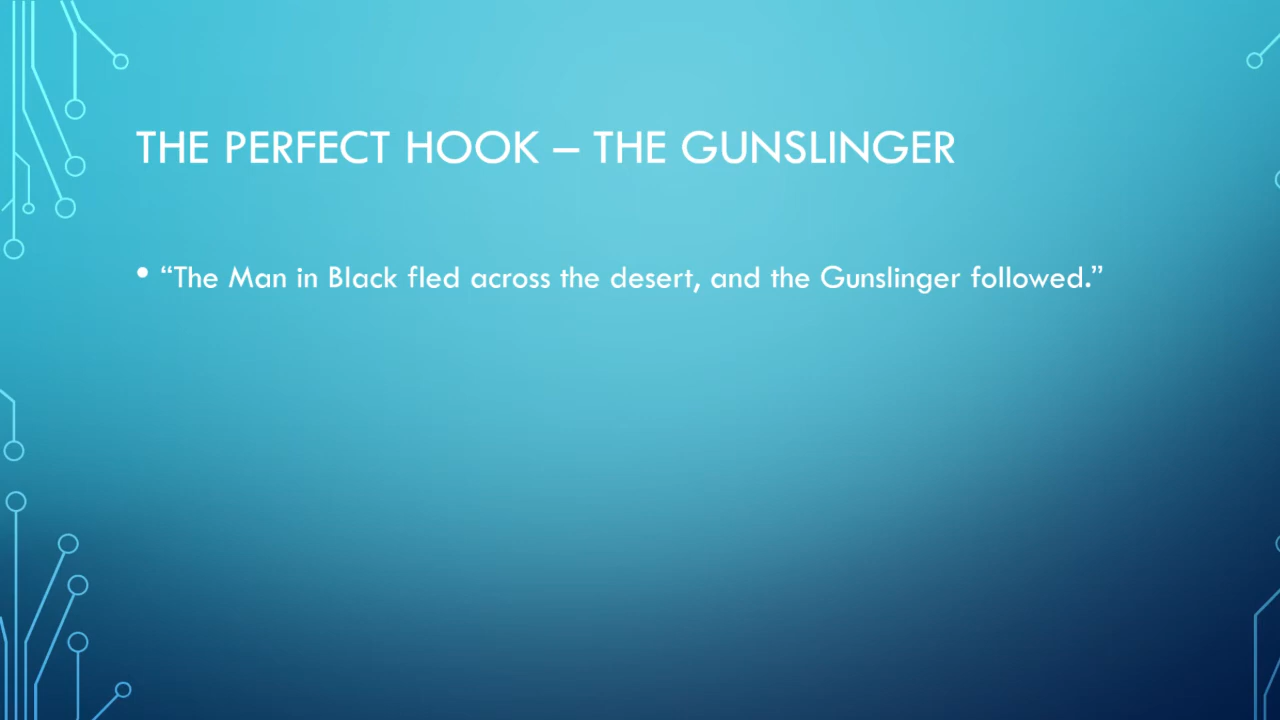 THE PERFECT HOOK – THE GUNSLINGER
• “The Man in Black fled across the desert, and the Gunslinger followed.”